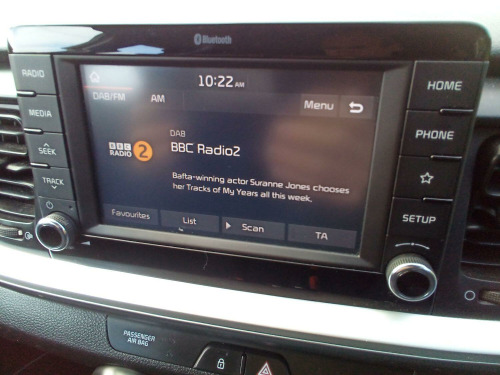 Bluetooth
RADIO
MEDIA
SEEK
TRACK
10:22 AM
DAB/FM AM
Menu
DAB
BBC
RADIO 2
BBC Radio2
Bafta-winning actor Suranne Jones chooses
her Tracks of My Years all this week.
Favourites List Scan TA
HOME
PHONE
SETUP
PASSENGER
AIR BAG